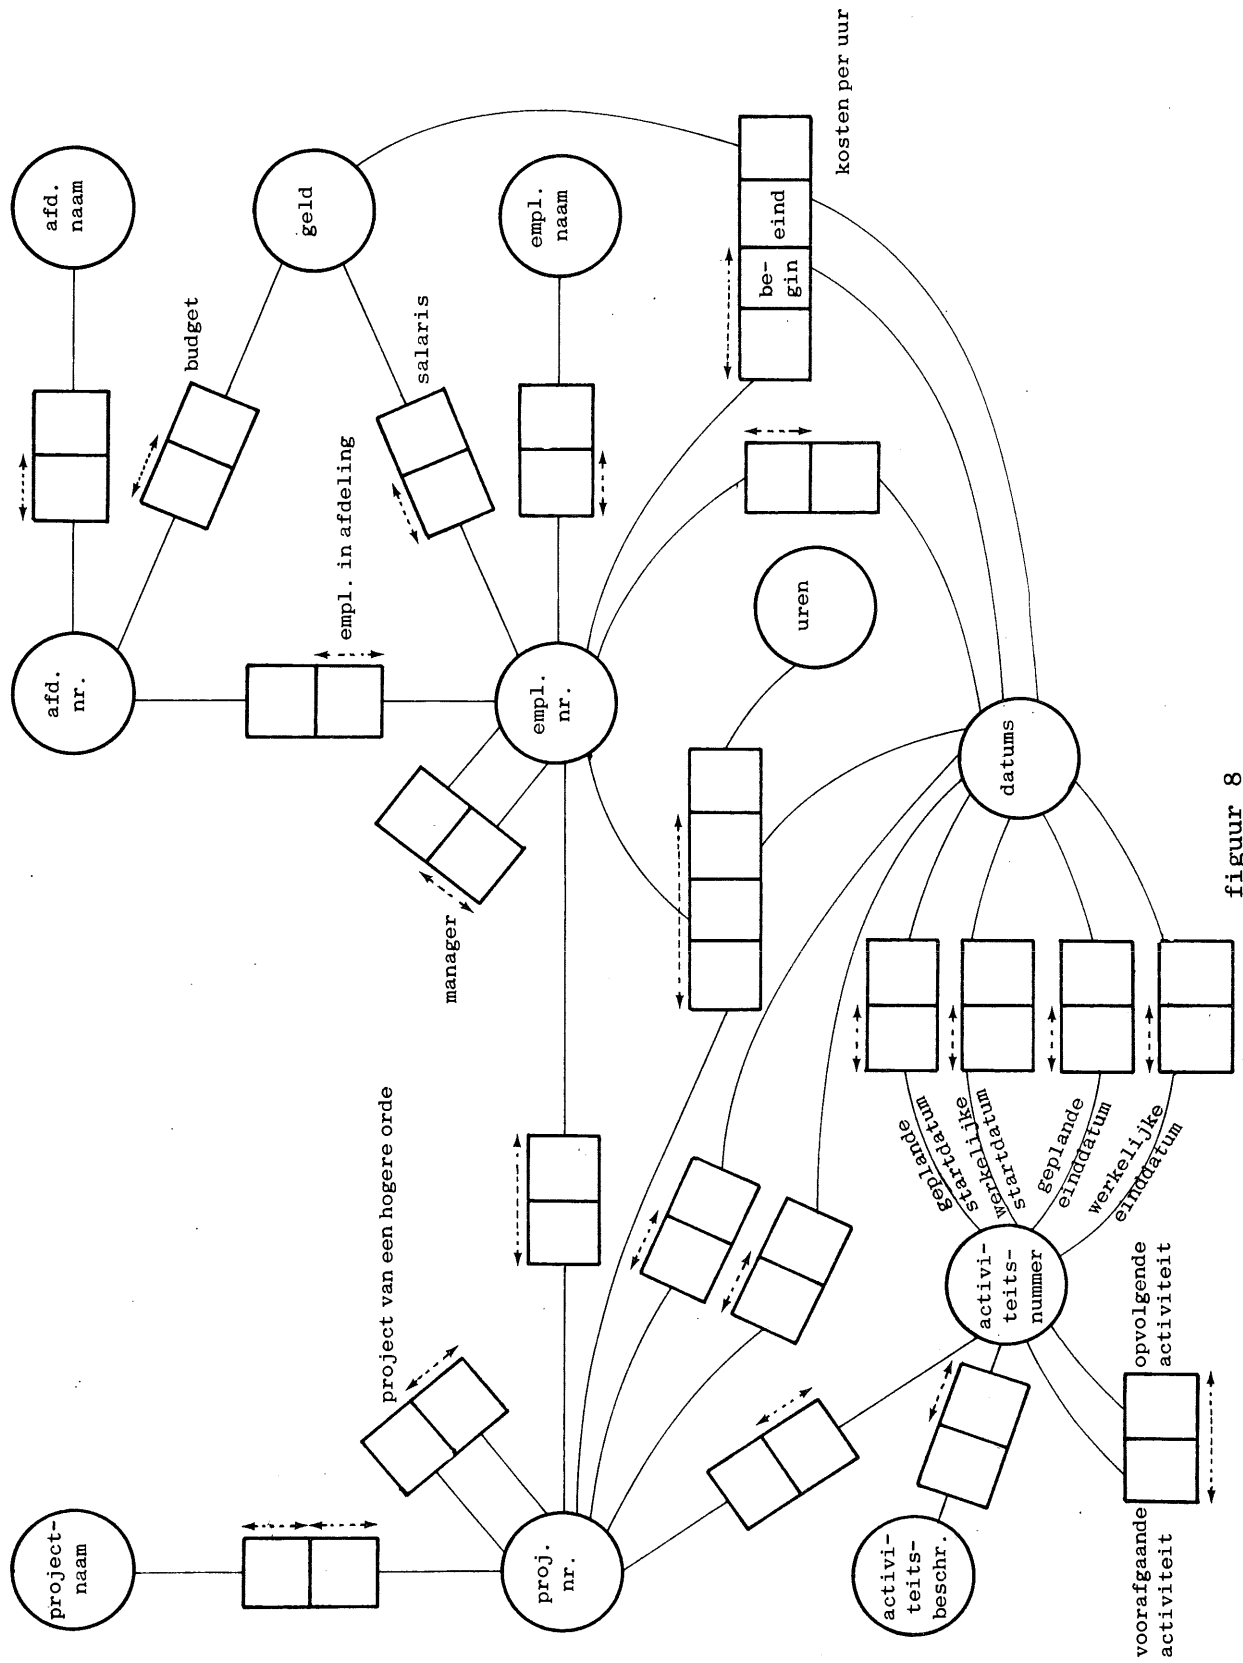 project-
naam
afd.
nr.
afd.
naam
budget
geld
empl. in afdeling
salaris
project van een hogere orde
manager
proj.
nr.
empl.
nr.
empl.
naam
uren
be-
gin
eind
kosten per uur
datums
geplande
startdatum
werkelijke
startdatum
geplande
einddatum
werkelijke
einddatum
activi-
teits-
beschr.
activi-
teits-
nummer
voorafgaande
activiteit
opvolgende
activiteit
figuur 8